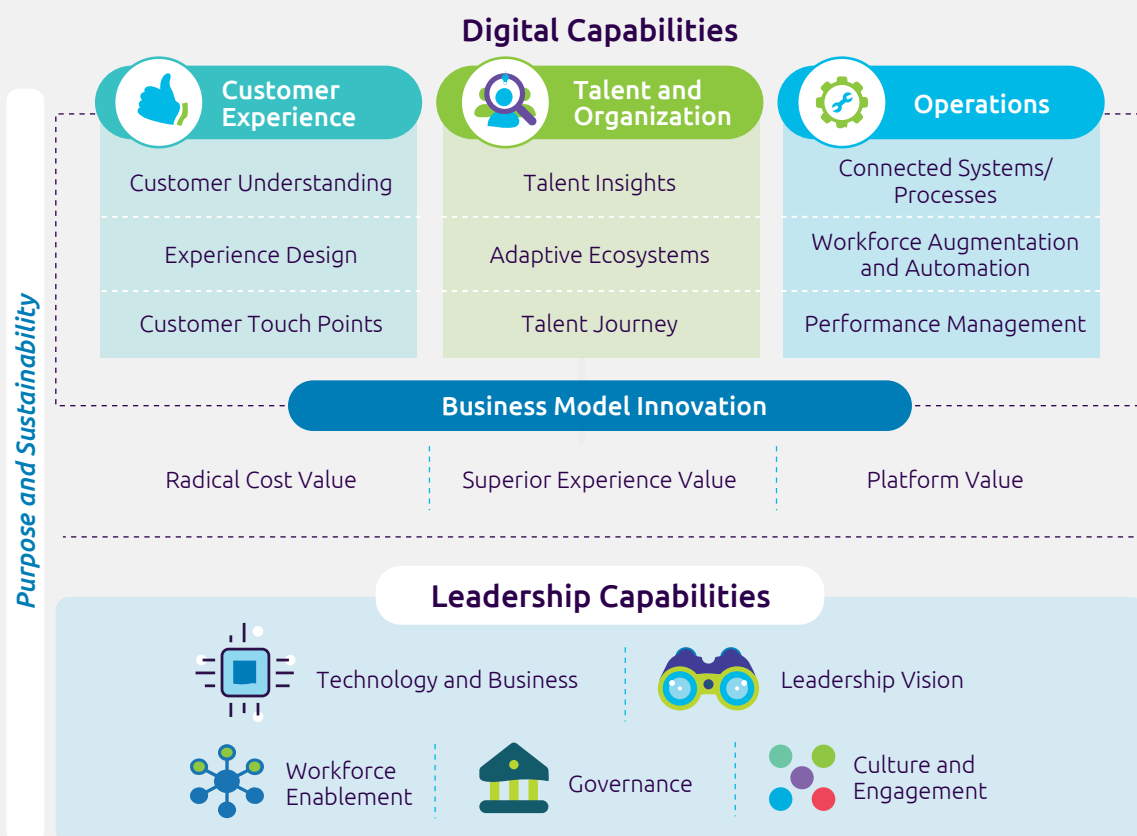 Digital Capabilities
Customer
Experience
Talent and
Organization
Operations
Customer Understanding
Talent Insights
Connected Systems/
Processes
Experience Design
Adaptive Ecosystems
Workforce Augmentation
and Automation
Customer Touch Points
Talent Journey
Performance Management
Purpose and Sustainability
Business Model Innovation
Radical Cost Value
Superior Experience Value
Platform Value
Leadership Capabilities
Technology and Business
Leadership Vision
Workforce
Enablement
Governance
Culture and
Engagement